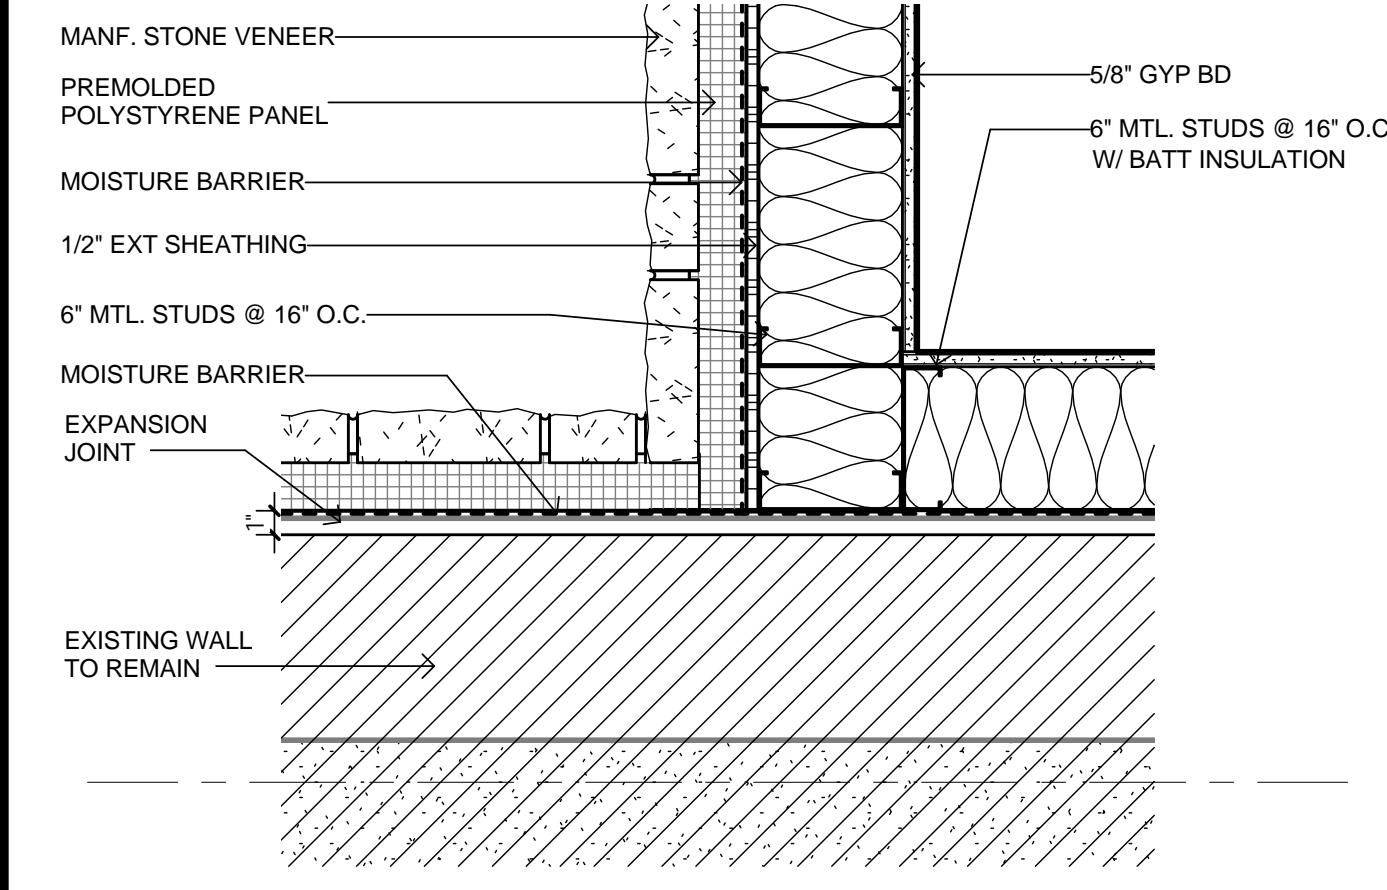 MANF. STONE VENEER
PREMOLDED
POLYSTYRENE PANEL
MOISTURE BARRIER
1/2" EXT SHEATHING
6" MTL. STUDS @ 16" O.C.
MOISTURE BARRIER
EXPANSION
JOINT
1"
EXISTING WALL
TO REMAIN
5/8" GYP BD
6" MTL. STUDS @ 16" O.C
W/ BATT INSULATION